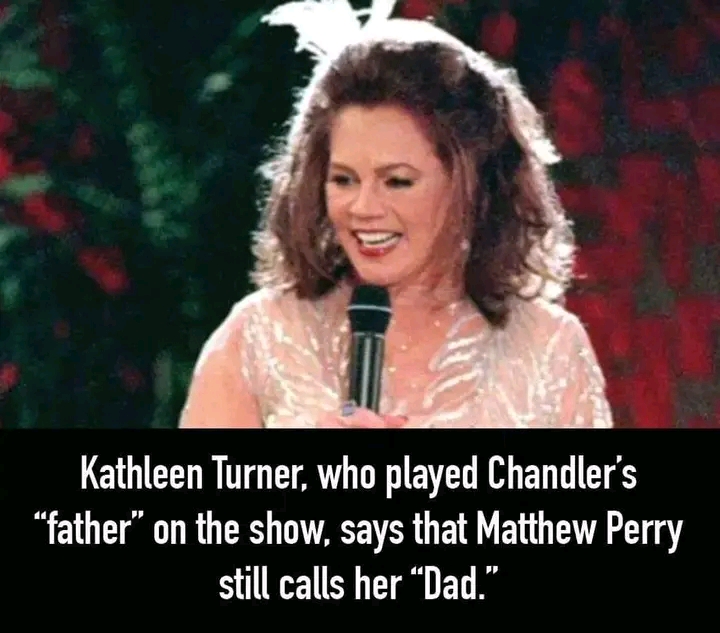 Kathleen Turner, who played Chandler’s
“father” on the show, says that Matthew Perry
still calls her “Dad.”